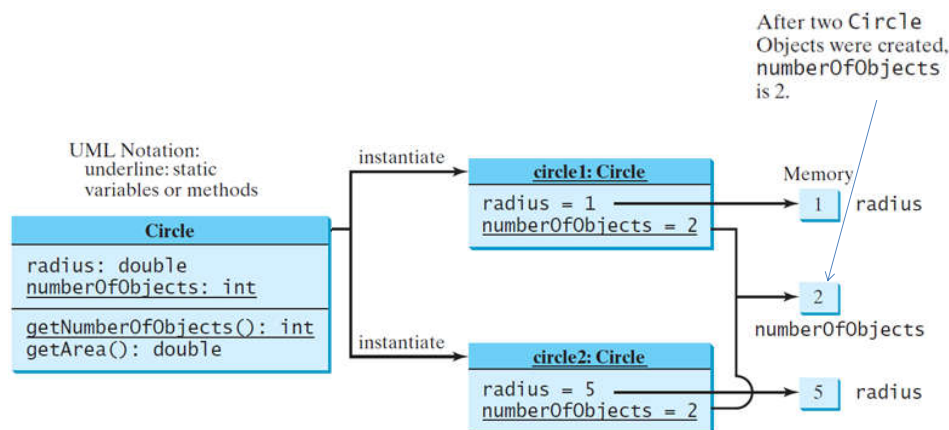 After two Circle
Objects were created,
numberOfObjects
is 2.
UML Notation:
underline: static
variables or methods
Circle
radius: double
numberOfObjects: int
getNumberOfObjects(): int
getArea(): double
instantiate
circle1: Circle
radius = 1
numberOfObjects = 2
Memory
1 radius
2
numberOfObjects
instantiate
circle2: Circle
radius = 5
numberOfObjects = 2
5 radius